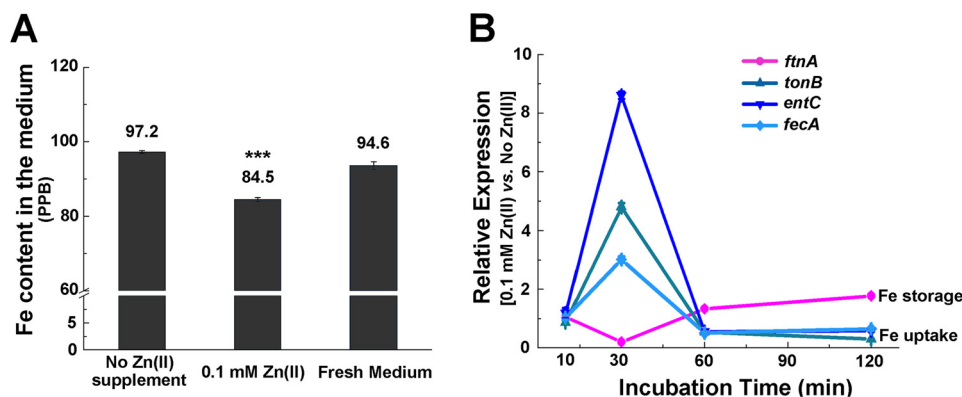 A
Fe content in the medium
(PPB)
120
100
80
60
5
0
97.2
***
84.5
94.6
No Zn(II)
supplement
0.1 mM Zn(II)
Fresh Medium
B
Relative Expression
[0.1 mM Zn(II) vs. No Zn(II)]
10
8
6
4
2
0
ftnA
tonB
entC
fecA
Fe storage
Fe uptake
10
30
60
90
120
Incubation Time (min)